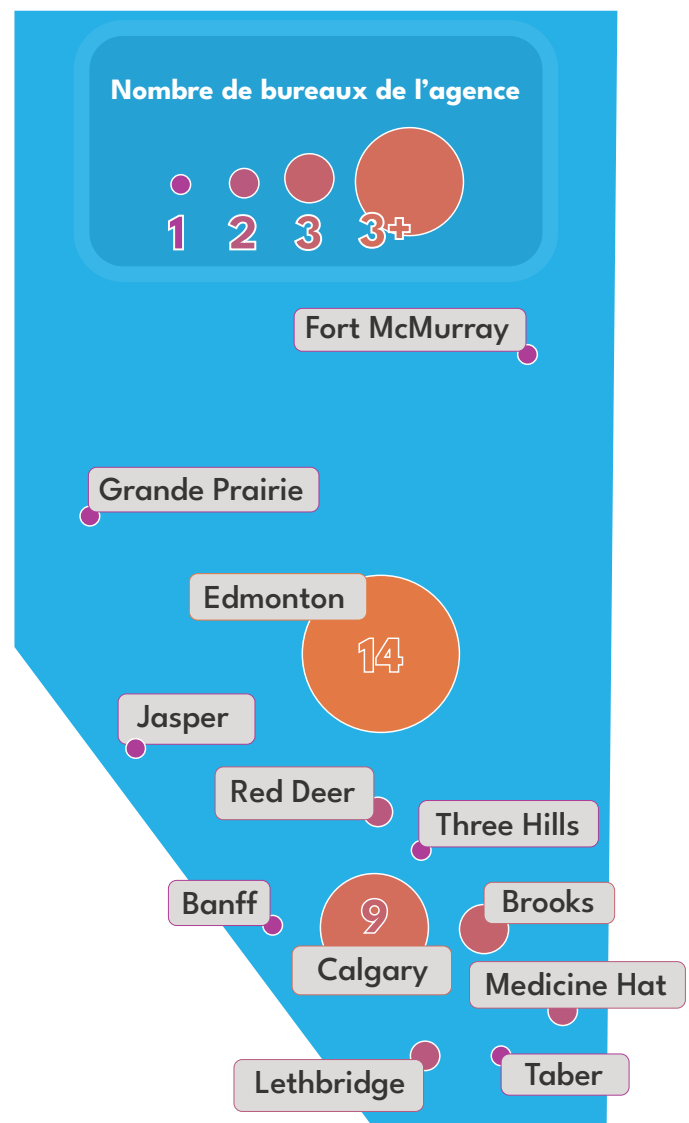 Nombre de bureaux de l’agence
1 2 3 3+
Fort McMurray
Grande Prairie
Edmonton
14
Jasper
Red Deer
Three Hills
Banff
9
Brooks
Calgary
Medicine Hat
Lethbridge
Taber